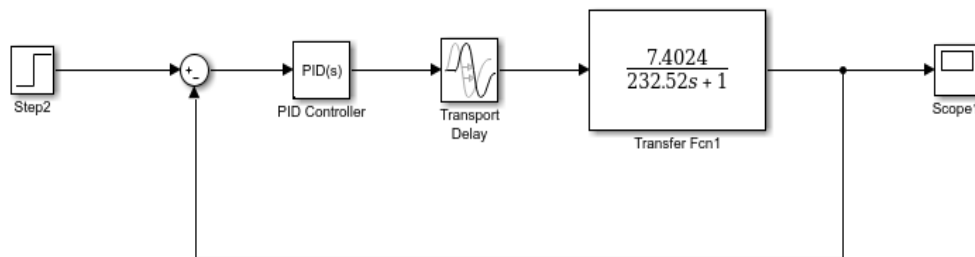 Step2
+
-
PID(s)
PID Controller
Transport
Delay
7.4024
232.52s + 1
Transfer Fcn1
Scope1